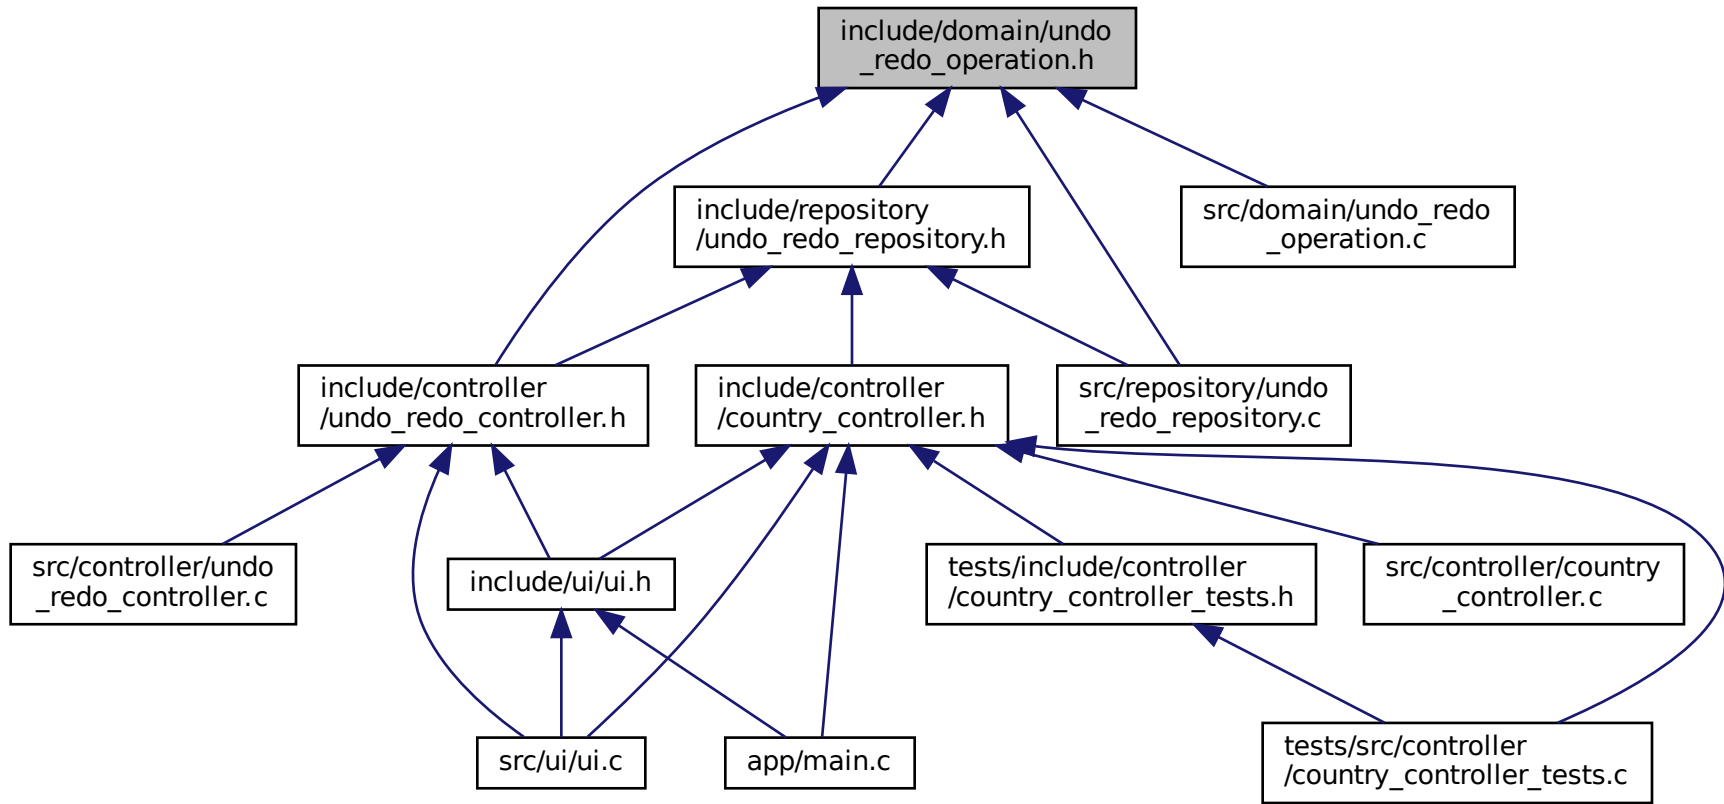 include/domain/undo
_redo_operation.h
include/repository
/undo_redo_repository.h
src/domain/undo_redo
_operation.c
include/controller
/undo_redo_controller.h
include/controller
/country_controller.h
src/repository/undo
_redo_repository.c
src/controller/undo
_redo_controller.c
include/ui/ui.h
tests/include/controller
/country_controller_tests.h
src/controller/country
_controller.c
src/ui/ui.c
app/main.c
tests/src/controller
/country_controller_tests.c